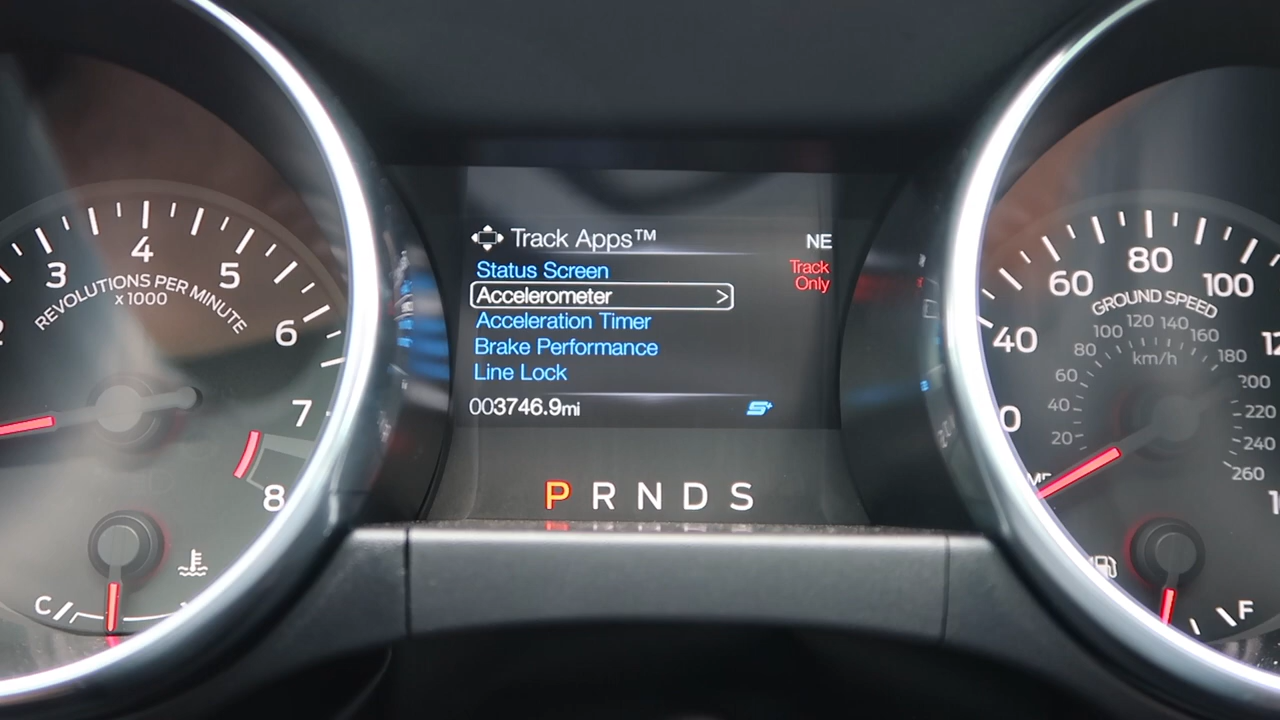 Track Apps™ NE
Status Screen
Track
Only
Accelerometer >
Acceleration Timer
Brake Performance
Line Lock
003746.9mi
P R N D S
3 4 5 6 7 8
REVOLUTIONS PER MINUTE
x 1000
C
40 60 80 100
GROUND SPEED
20 40 60 80 100 120 140 160 180 200 220 240 260
km/h
F